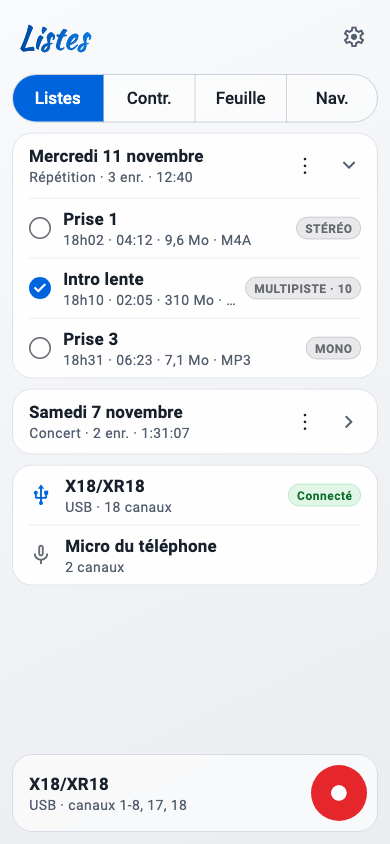 Listes
Listes
Contr.
Feuille
Nav.
Mercredi 11 novembre
Répétition · 3 enr. · 12:40
Prise 1
18h02 · 04:12 · 9,6 Mo · M4A
STÉRÉO
Intro lente
18h10 · 02:05 · 310 Mo · …
MULTIPISTE · 10
Prise 3
18h31 · 06:23 · 7,1 Mo · MP3
MONO
Samedi 7 novembre
Concert · 2 enr. · 1:31:07
X18/XR18
USB · 18 canaux
Connecté
Micro du téléphone
2 canaux
X18/XR18
USB · canaux 1-8, 17, 18